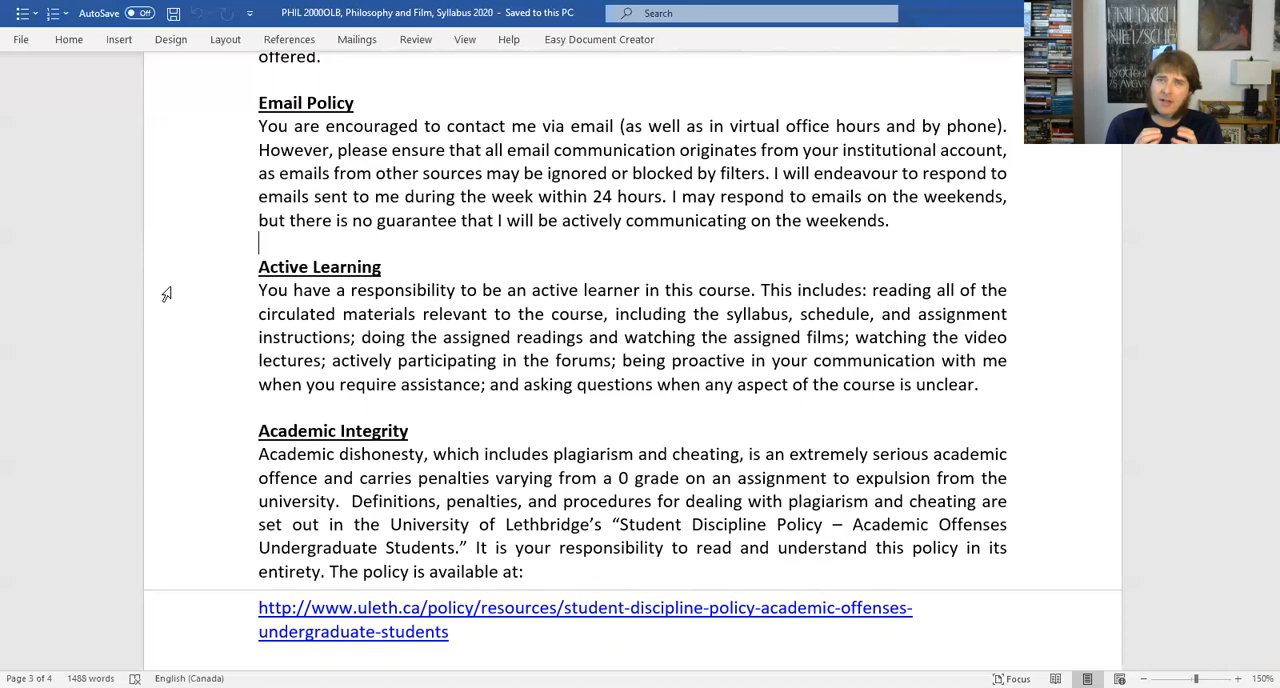 AutoSave Off PHIL 2000OLB, Philosophy and Film, Syllabus 2020 - Saved to this PC Search
File Home Insert Design Layout References Mailings Review View Help Easy Document Creator
offered.
Email Policy
You are encouraged to contact me via email (as well as in virtual office hours and by phone).
However, please ensure that all email communication originates from your institutional account,
as emails from other sources may be ignored or blocked by filters. I will endeavour to respond to
emails sent to me during the week within 24 hours. I may respond to emails on the weekends,
but there is no guarantee that I will be actively communicating on the weekends.
Active Learning
You have a responsibility to be an active learner in this course. This includes: reading all of the
circulated materials relevant to the course, including the syllabus, schedule, and assignment
instructions; doing the assigned readings and watching the assigned films; watching the video
lectures; actively participating in the forums; being proactive in your communication with me
when you require assistance; and asking questions when any aspect of the course is unclear.
Academic Integrity
Academic dishonesty, which includes plagiarism and cheating, is an extremely serious academic
offence and carries penalties varying from a 0 grade on an assignment to expulsion from the
university. Definitions, penalties, and procedures for dealing with plagiarism and cheating are
set out in the University of Lethbridge’s “Student Discipline Policy – Academic Offenses
Undergraduate Students.” It is your responsibility to read and understand this policy in its
entirety. The policy is available at:
http://www.uleth.ca/policy/resources/student-discipline-policy-academic-offenses-
undergraduate-students
Page 3 of 4 1488 words English (Canada) Focus 150%